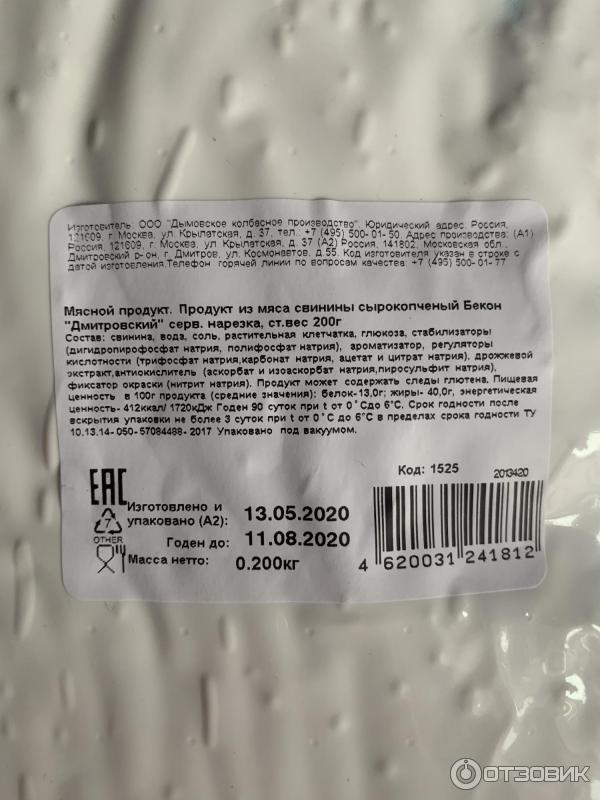 Изготовитель: ООО "Дымовское колбасное производство". Юридический адрес: Россия,
121609, г. Москва, ул. Крылатская, д. 37, тел.: +7 (495) 500-01-50. Адрес производства: (А1)
Россия, 121609, г. Москва, ул. Крылатская, д. 37 (А2) Россия, 141802, Московская обл.,
Дмитровский р-он, г. Дмитров, ул. Космонавтов, д.55. Код изготовителя указан в строке с
датой изготовления.Телефон горячей линии по вопросам качества: +7 (495) 500-01-77
Мясной продукт. Продукт из мяса свинины сырокопченый Бекон
"Дмитровский" серв. нарезка, ст.вес 200г
Состав: свинина, вода, соль, растительная клетчатка, глюкоза, стабилизаторы
(дигидропирофосфат натрия, полифосфат натрия), ароматизатор, регуляторы
кислотности (трифосфат натрия,карбонат натрия, ацетат и цитрат натрия). дрожжевой
экстракт,антиокислитель (аскорбат и изоаскорбат натрия,пиросульфит натрия),
фиксатор окраски (нитрит натрия). Продукт может содержать следы глютена. Пищевая
ценность в 100г продукта (средние значения): белок-13,0г; жиры- 40,0г, энергетическая
ценность- 412ккал/ 1720кДж Годен 90 суток при t от 0˚Сдо 6°С. Срок годности после
вскрытия упаковки не более 3 суток при t от 0˚С до 6°С в пределах срока годности ТУ
10.13.14-050-57084488-2017 Упаковано под вакуумом.
Код: 1525
2013420
ЕАС
Изготовлено и
упаковано (А2): 13.05.2020
7
OTHER
Годен до: 11.08.2020
Масса нетто: 0.200кг
4 620031 241812
ОТЗОВИК